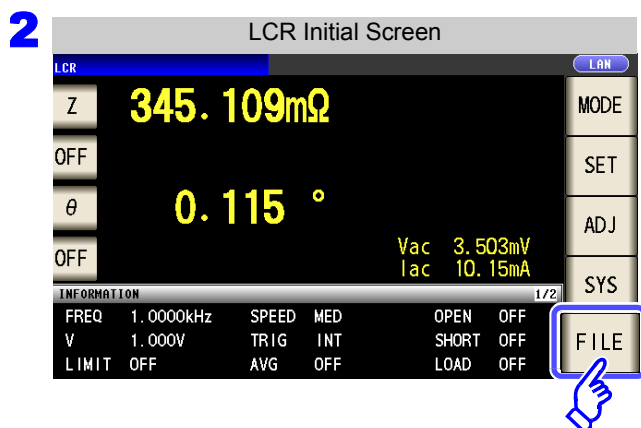 2
LCR Initial Screen
LCR
LAN
Z 345.109mΩ
MODE
OFF
SET
θ 0.115 °
ADJ
OFF
Vac 3.503mV
Iac 10.15mA
SYS
INFORMATION 1/2
FREQ 1.0000kHz SPEED MED OPEN OFF
V 1.000V TRIG INT SHORT OFF
LIMIT OFF AVG OFF LOAD OFF
FILE